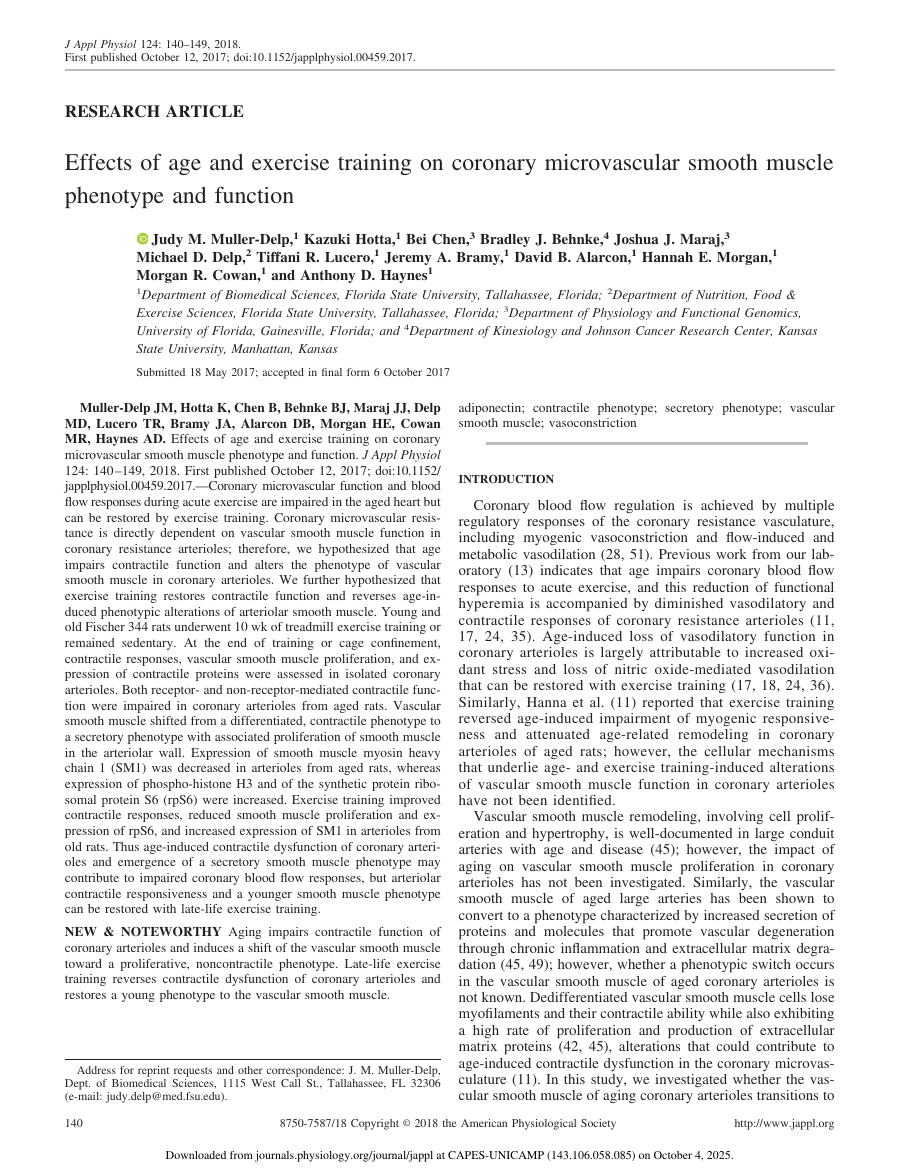 J Appl Physiol 124: 140–149, 2018.
First published October 12, 2017; doi:10.1152/japplphysiol.00459.2017.
RESEARCH ARTICLE
Effects of age and exercise training on coronary microvascular smooth muscle
phenotype and function
iD Judy M. Muller-Delp,1 Kazuki Hotta,1 Bei Chen,3 Bradley J. Behnke,4 Joshua J. Maraj,3
Michael D. Delp,2 Tiffani R. Lucero,1 Jeremy A. Bramy,1 David B. Alarcon,1 Hannah E. Morgan,1
Morgan R. Cowan,1 and Anthony D. Haynes1
1Department of Biomedical Sciences, Florida State University, Tallahassee, Florida; 2Department of Nutrition, Food &
Exercise Sciences, Florida State University, Tallahassee, Florida; 3Department of Physiology and Functional Genomics,
University of Florida, Gainesville, Florida; and 4Department of Kinesiology and Johnson Cancer Research Center, Kansas
State University, Manhattan, Kansas
Submitted 18 May 2017; accepted in final form 6 October 2017
Muller-Delp JM, Hotta K, Chen B, Behnke BJ, Maraj JJ, Delp
MD, Lucero TR, Bramy JA, Alarcon DB, Morgan HE, Cowan
MR, Haynes AD. Effects of age and exercise training on coronary
microvascular smooth muscle phenotype and function. J Appl Physiol
124: 140–149, 2018. First published October 12, 2017; doi:10.1152/
japplphysiol.00459.2017.—Coronary microvascular function and blood
flow responses during acute exercise are impaired in the aged heart but
can be restored by exercise training. Coronary microvascular resis-
tance is directly dependent on vascular smooth muscle function in
coronary resistance arterioles; therefore, we hypothesized that age
impairs contractile function and alters the phenotype of vascular
smooth muscle in coronary arterioles. We further hypothesized that
exercise training restores contractile function and reverses age-in-
duced phenotypic alterations of arteriolar smooth muscle. Young and
old Fischer 344 rats underwent 10 wk of treadmill exercise training or
remained sedentary. At the end of training or cage confinement,
contractile responses, vascular smooth muscle proliferation, and ex-
pression of contractile proteins were assessed in isolated coronary
arterioles. Both receptor- and non-receptor-mediated contractile func-
tion were impaired in coronary arterioles from aged rats. Vascular
smooth muscle shifted from a differentiated, contractile phenotype to
a secretory phenotype with associated proliferation of smooth muscle
in the arteriolar wall. Expression of smooth muscle myosin heavy
chain 1 (SM1) was decreased in arterioles from aged rats, whereas
expression of phospho-histone H3 and of the synthetic protein ribo-
somal protein S6 (rpS6) were increased. Exercise training improved
contractile responses, reduced smooth muscle proliferation and ex-
pression of rpS6, and increased expression of SM1 in arterioles from
old rats. Thus age-induced contractile dysfunction of coronary arteri-
oles and emergence of a secretory smooth muscle phenotype may
contribute to impaired coronary blood flow responses, but arteriolar
contractile responsiveness and a younger smooth muscle phenotype
can be restored with late-life exercise training.
NEW & NOTEWORTHY Aging impairs contractile function of
coronary arterioles and induces a shift of the vascular smooth muscle
toward a proliferative, noncontractile phenotype. Late-life exercise
training reverses contractile dysfunction of coronary arterioles and
restores a young phenotype to the vascular smooth muscle.
Address for reprint requests and other correspondence: J. M. Muller-Delp,
Dept. of Biomedical Sciences, 1115 West Call St., Tallahassee, FL 32306
(e-mail: judy.delp@med.fsu.edu).
adiponectin; contractile phenotype; secretory phenotype; vascular
smooth muscle; vasoconstriction
INTRODUCTION
Coronary blood flow regulation is achieved by multiple
regulatory responses of the coronary resistance vasculature,
including myogenic vasoconstriction and flow-induced and
metabolic vasodilation (28, 51). Previous work from our lab-
oratory (13) indicates that age impairs coronary blood flow
responses to acute exercise, and this reduction of functional
hyperemia is accompanied by diminished vasodilatory and
contractile responses of coronary resistance arterioles (11,
17, 24, 35). Age-induced loss of vasodilatory function in
coronary arterioles is largely attributable to increased oxi-
dant stress and loss of nitric oxide-mediated vasodilation
that can be restored with exercise training (17, 18, 24, 36).
Similarly, Hanna et al. (11) reported that exercise training
reversed age-induced impairment of myogenic responsive-
ness and attenuated age-related remodeling in coronary
arterioles of aged rats; however, the cellular mechanisms
that underlie age- and exercise training-induced alterations
of vascular smooth muscle function in coronary arterioles
have not been identified.
Vascular smooth muscle remodeling, involving cell prolif-
eration and hypertrophy, is well-documented in large conduit
arteries with age and disease (45); however, the impact of
aging on vascular smooth muscle proliferation in coronary
arterioles has not been investigated. Similarly, the vascular
smooth muscle of aged large arteries has been shown to
convert to a phenotype characterized by increased secretion of
proteins and molecules that promote vascular degeneration
through chronic inflammation and extracellular matrix degra-
dation (45, 49); however, whether a phenotypic switch occurs
in the vascular smooth muscle of aged coronary arterioles is
not known. Dedifferentiated vascular smooth muscle cells lose
myofilaments and their contractile ability while also exhibiting
a high rate of proliferation and production of extracellular
matrix proteins (42, 45), alterations that could contribute to
age-induced contractile dysfunction in the coronary microvas-
culature (11). In this study, we investigated whether the vas-
cular smooth muscle of aging coronary arterioles transitions to
140
8750-7587/18 Copyright © 2018 the American Physiological Society
http://www.jappl.org
Downloaded from journals.physiology.org/journal/jappl at CAPES-UNICAMP (143.106.058.085) on October 4, 2025.